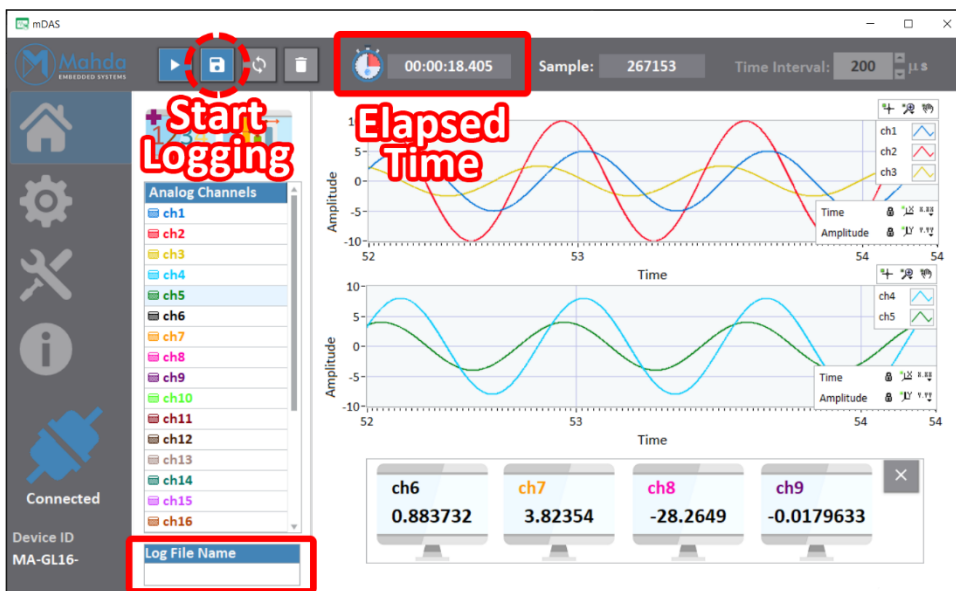 mDAS
Mahda
EMBEDDED SYSTEMS
00:00:18.405
Sample:
267153
Time Interval:
200
µs
Start
Logging
Elapsed
Time
Analog Channels
ch1
ch2
ch3
ch4
ch5
ch6
ch7
ch8
ch9
ch10
ch11
ch12
ch13
ch14
ch15
ch16
Log File Name
Connected
Device ID
MA-GL16-
Amplitude
5-
0-
-5-
-10-
52
53
54
54
Time
ch1
ch2
ch3
Time
Amplitude
Amplitude
10-
5-
0-
-5-
-10-
52
53
54
54
Time
ch4
ch5
Time
Amplitude
ch6
0.883732
ch7
3.82354
ch8
-28.2649
ch9
-0.0179633